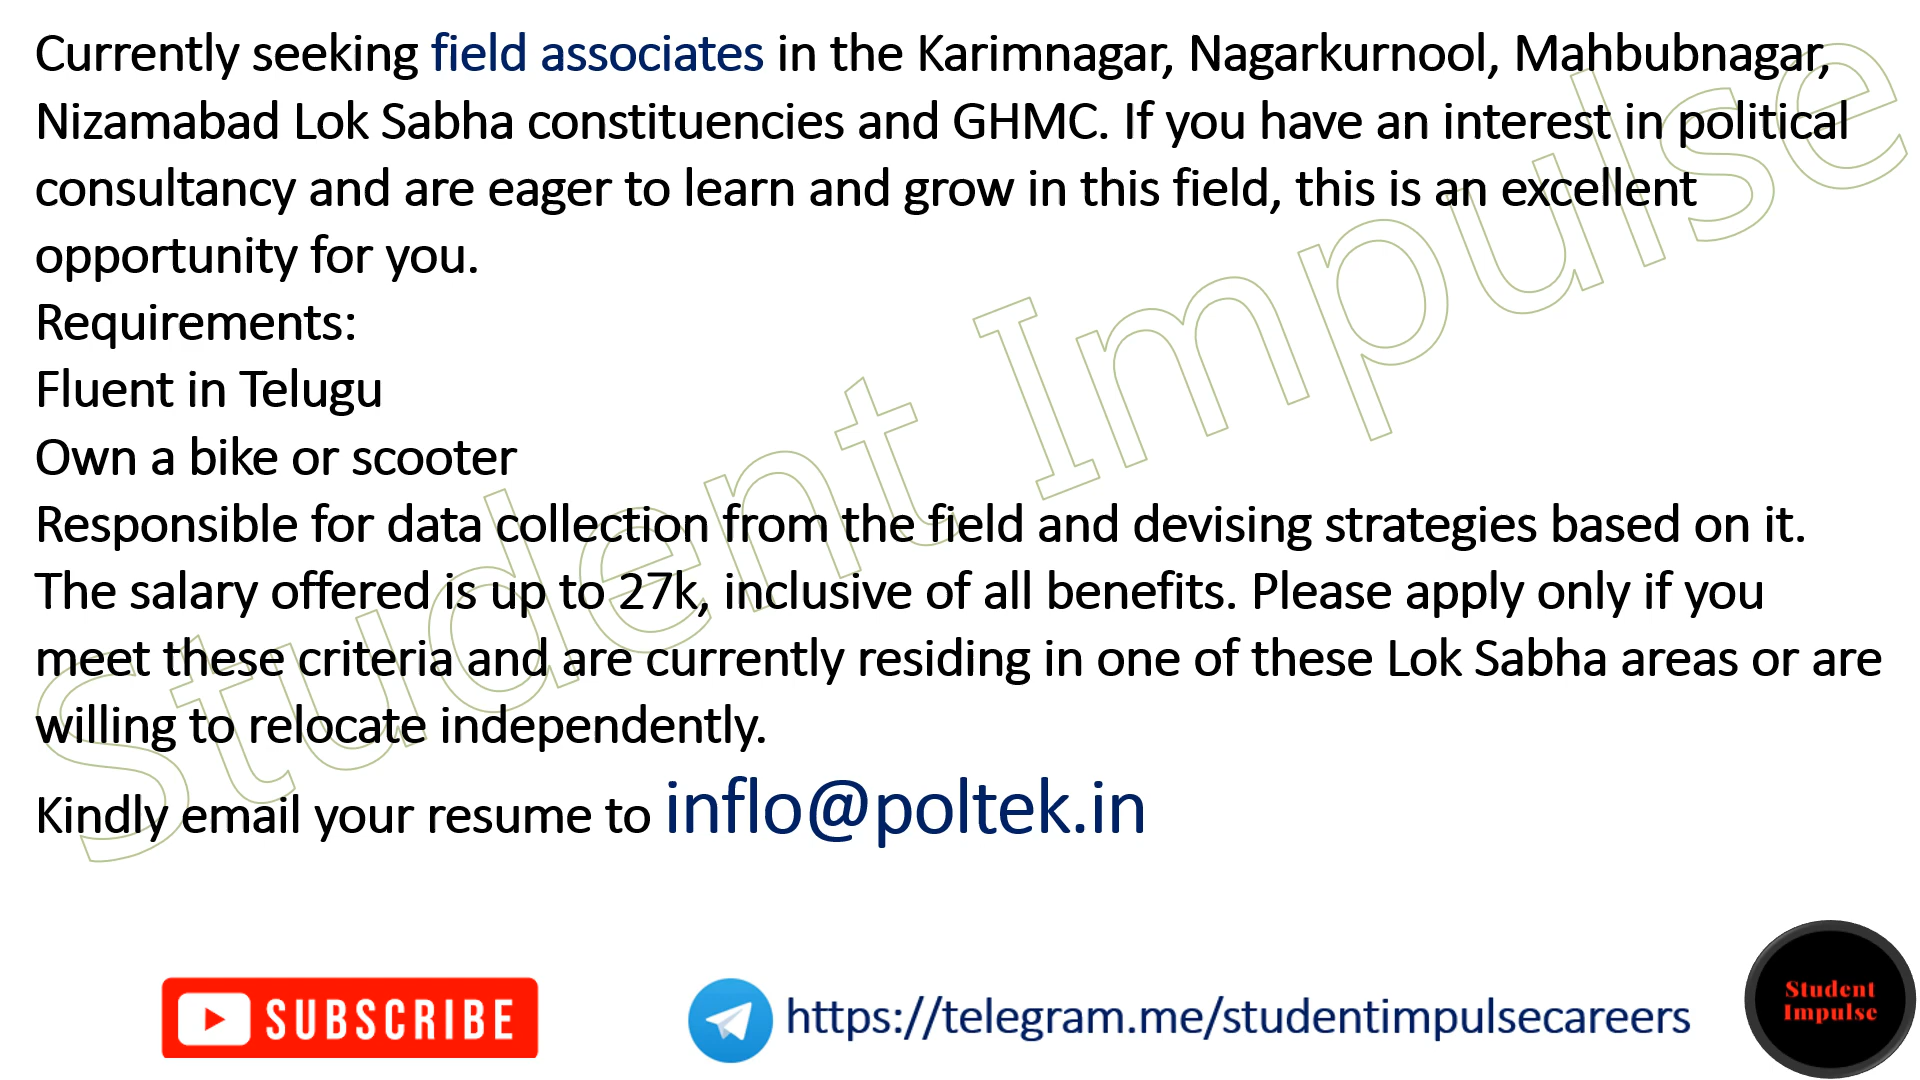 Currently seeking field associates in the Karimnagar, Nagarkurnool, Mahbubnagar,
Nizamabad Lok Sabha constituencies and GHMC. If you have an interest in political
consultancy and are eager to learn and grow in this field, this is an excellent
opportunity for you.
Requirements:
Fluent in Telugu
Own a bike or scooter
Responsible for data collection from the field and devising strategies based on it.
The salary offered is up to 27k, inclusive of all benefits. Please apply only if you
meet these criteria and are currently residing in one of these Lok Sabha areas or are
willing to relocate independently.
Kindly email your resume to inflo@poltek.in
Student Impulse
SUBSCRIBE
https://telegram.me/studentimpulsecareers
Student
Impulse